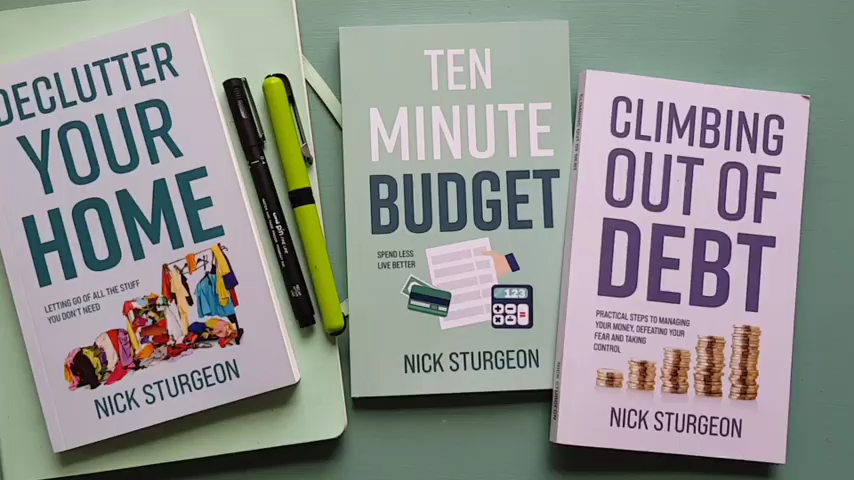 DECLUTTER
YOUR
HOME
LETTING GO OF ALL THE STUFF
YOU DON'T NEED
NICK STURGEON
uni pin
TEN
MINUTE
BUDGET
SPEND LESS
LIVE BETTER
123
NICK STURGEON
CLIMBING
OUT OF
DEBT
PRACTICAL STEPS TO MANAGING
YOUR MONEY, DEFEATING YOUR
FEAR AND TAKING
CONTROL
NICK STURGEON